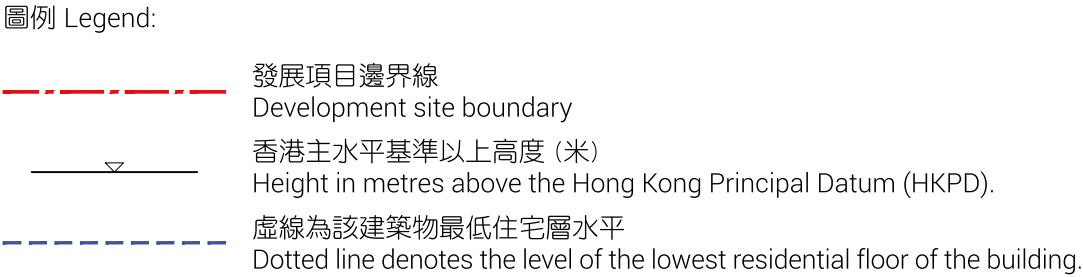 圖例 Legend:
發展項目邊界線
Development site boundary
香港主水平基準以上高度 (米)
Height in metres above the Hong Kong Principal Datum (HKPD).
虛線為該建築物最低住宅層水平
Dotted line denotes the level of the lowest residential floor of the building.